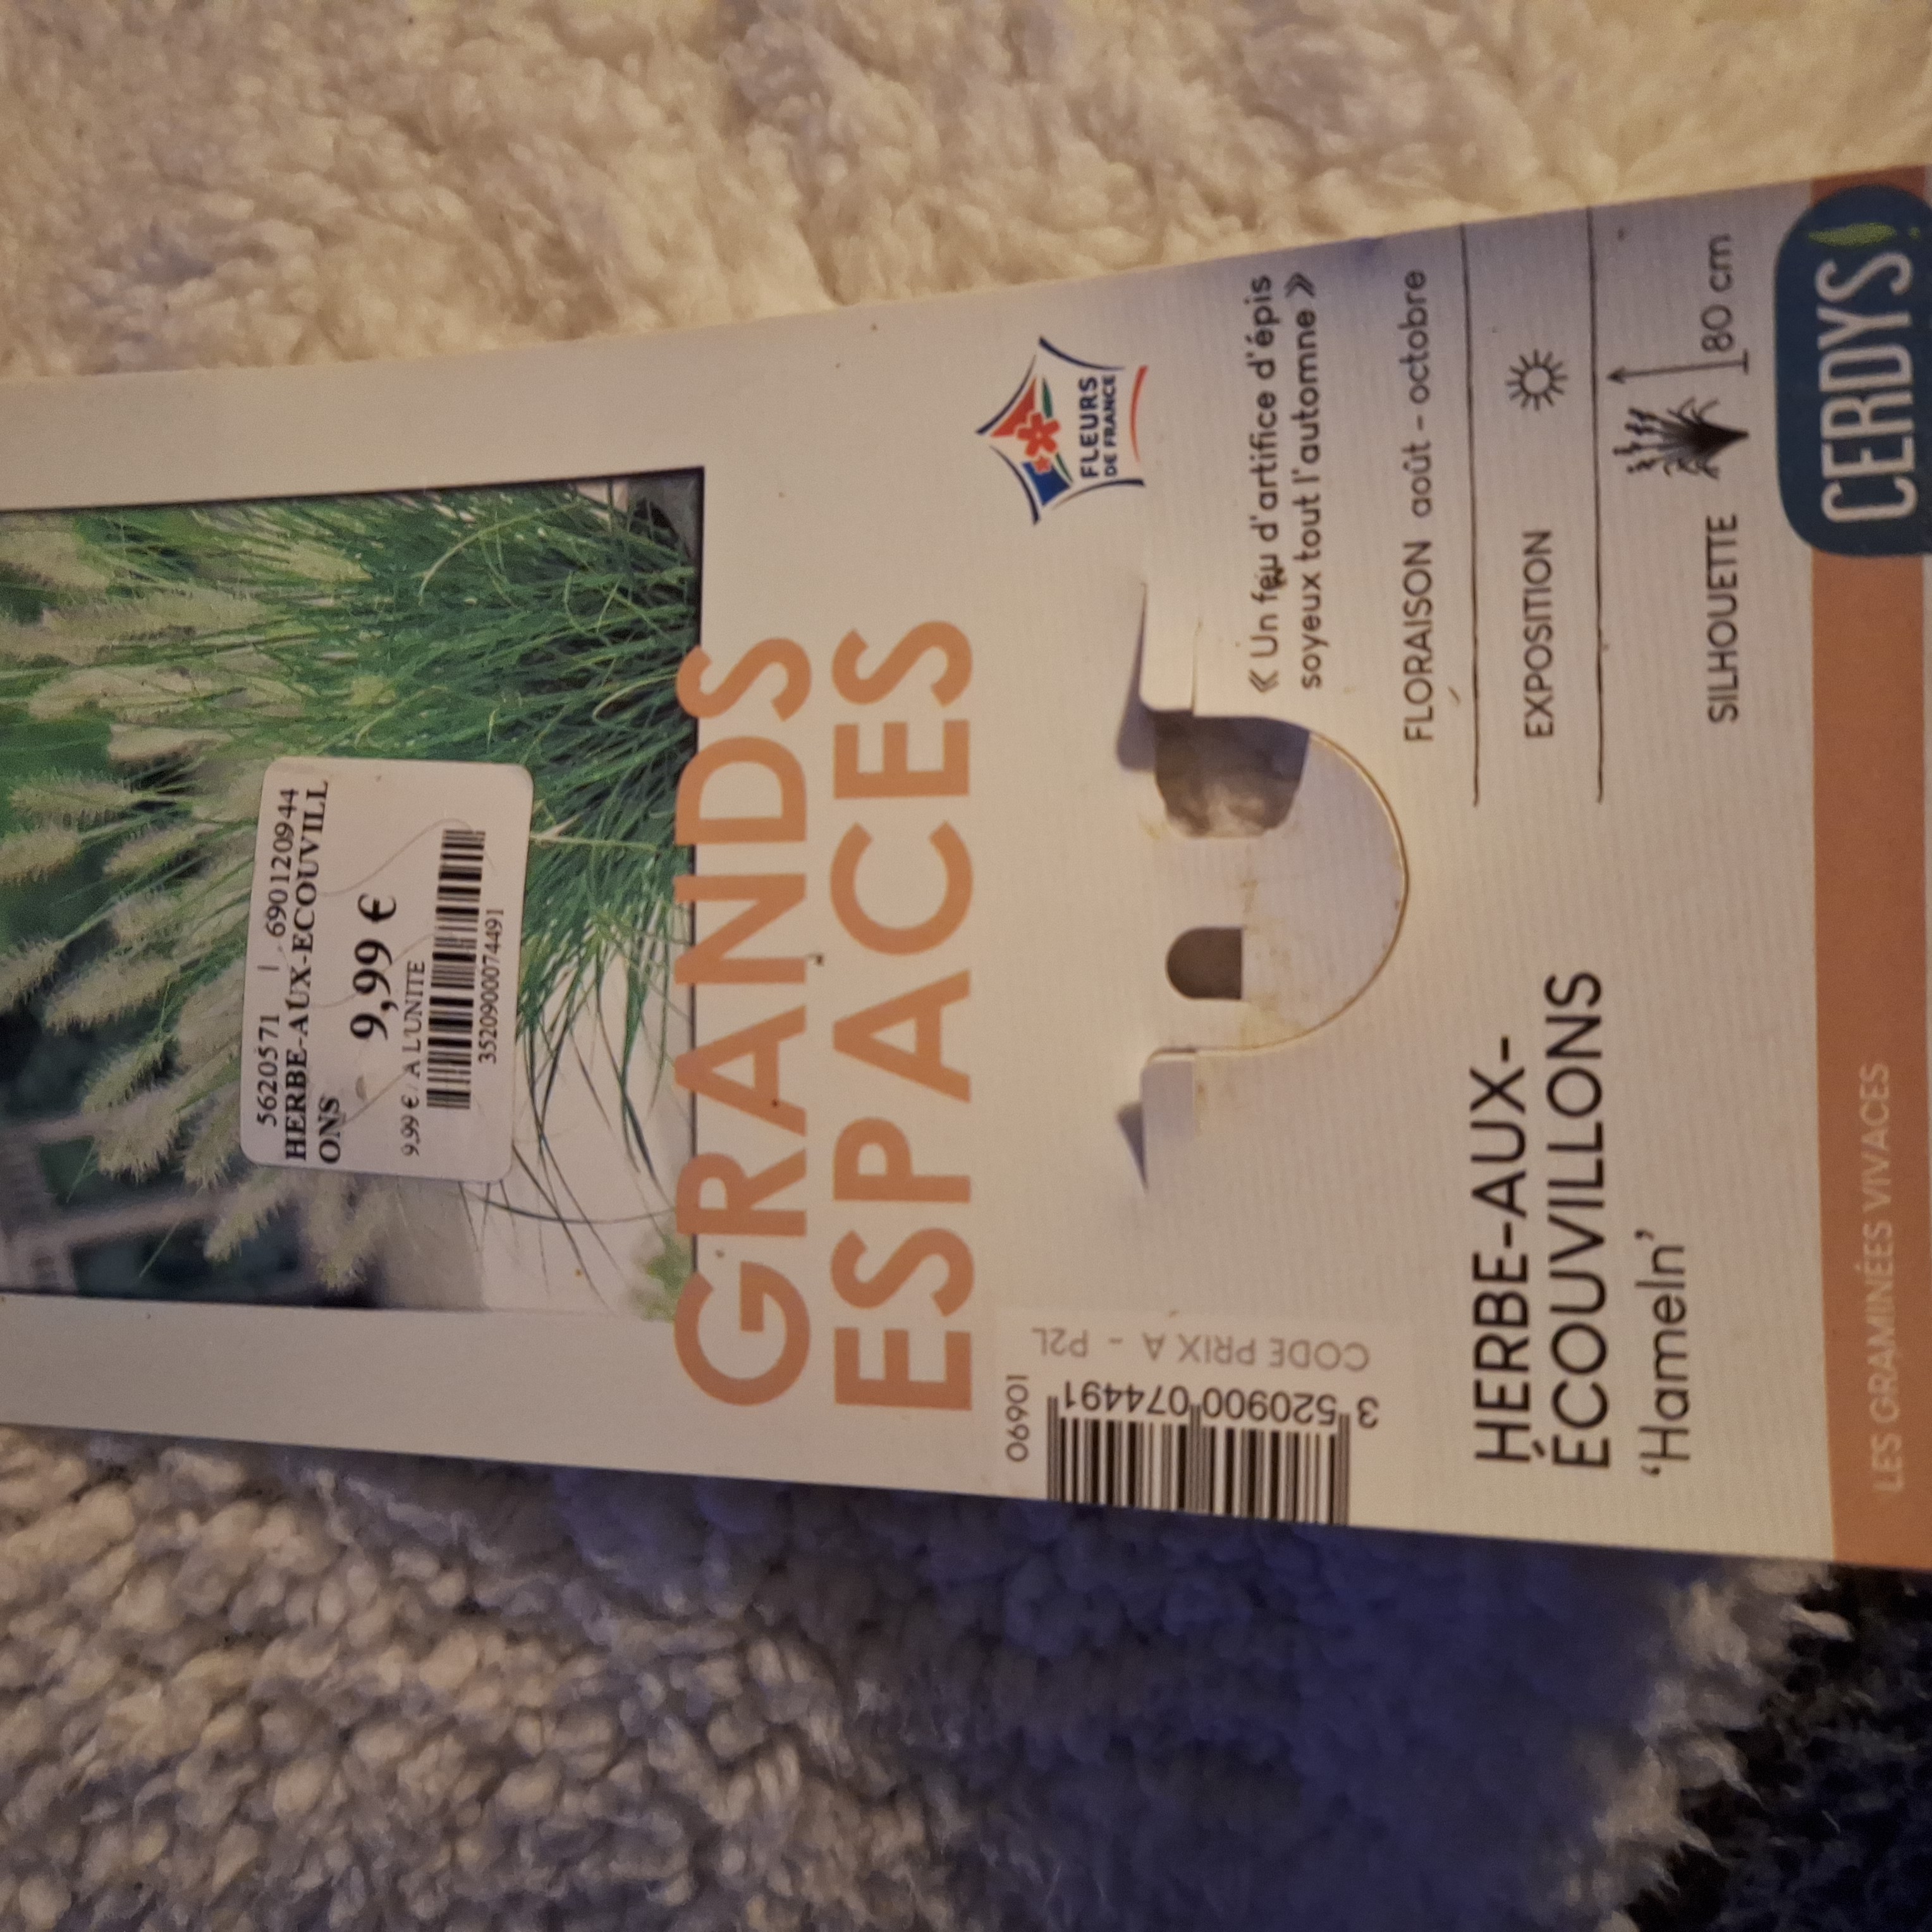 5620571 | 690120944
HERBE-AUX-ECOUVILL
ONS
9,99 €
9.99 € / A L'UNITE
3520900074491
GRANDS
ESPACES
FLEURS
DE FRANCE
« Un feu d'artifice d'épis
soyeux tout l'automne »
06901
3 520900 074491
CODE PRIX A - P2L
FLORAISON août - octobre
EXPOSITION
SILHOUETTE
80 cm
HERBE-AUX-
ÉCOUVILLONS
'Hameln'
LES GRAMINÉES VIVACES
CERDYS